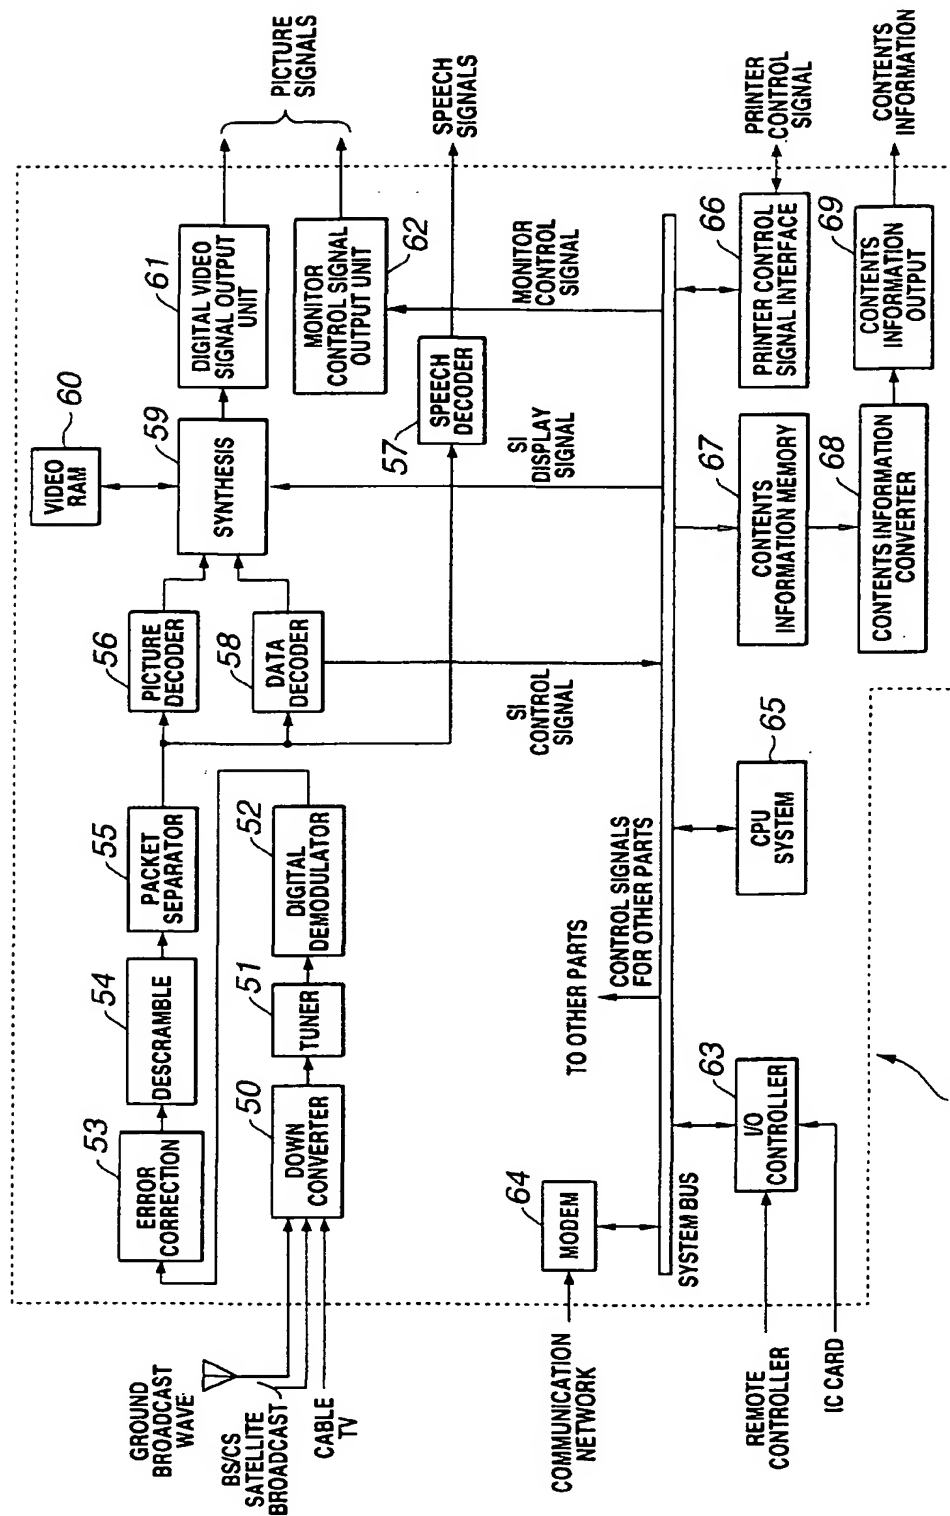 GROUND
BROADCAST
WAVE
BS/CS
SATELLITE
BROADCAST
CABLE
TV
COMMUNICATION
NETWORK
REMOTE
CONTROLLER
IC CARD
53
ERROR
CORRECTION
54
DESCRAMBLE
55
PACKET
SEPARATOR
50
DOWN
CONVERTER
51
TUNER
52
DIGITAL
DEMODULATOR
56
PICTURE
DECODER
58
DATA
DECODER
60
VIDEO
RAM
59
SYNTHESIS
61
DIGITAL VIDEO
SIGNAL OUTPUT
UNIT
MONITOR
CONTROL SIGNAL
OUTPUT UNIT
62
57
SPEECH
DECODER
PICTURE
SIGNALS
SPEECH
SIGNALS
SI
CONTROL
SIGNAL
SI
DISPLAY
SIGNAL
MONITOR
CONTROL
SIGNAL
TO OTHER PARTS
CONTROL SIGNALS
FOR OTHER PARTS
64
MODEM
SYSTEM BUS
63
I/O
CONTROLLER
65
CPU
SYSTEM
67
CONTENTS
INFORMATION MEMORY
68
CONTENTS INFORMATION
CONVERTER
66
PRINTER CONTROL
SIGNAL INTERFACE
69
CONTENTS
INFORMATION
OUTPUT
PRINTER
CONTROL
SIGNAL
CONTENTS
INFORMATION